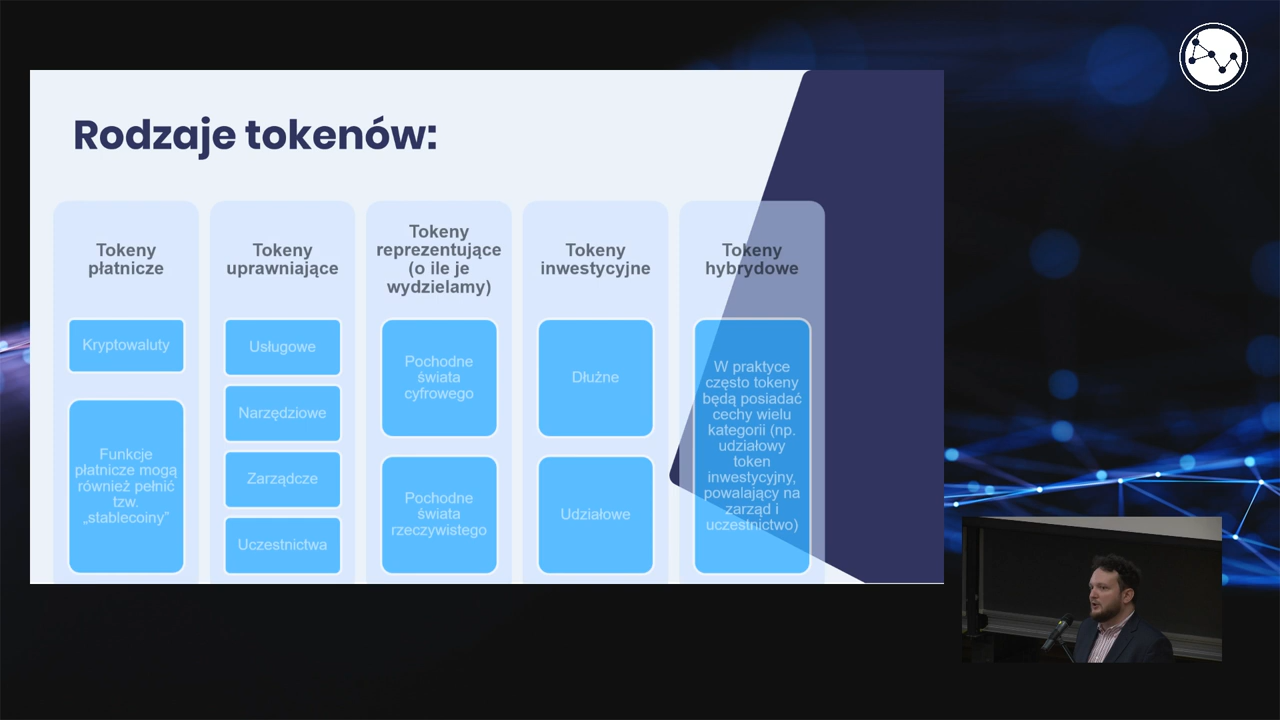 Rodzaje tokenów:
Tokeny
płatnicze
Kryptowaluty
Funkcje
płatnicze mogą
również pełnić
tzw.
„stablecoiny”
Tokeny
uprawniające
Usługowe
Narzędziowe
Zarządcze
Uczestnictwa
Tokeny
reprezentujące
(o ile je
wydzielamy)
Pochodne
świata
cyfrowego
Pochodne
świata
rzeczywistego
Tokeny
inwestycyjne
Dłużne
Udziałowe
Tokeny
hybrydowe
W praktyce
często tokeny
będą posiadać
cechy wielu
kategorii (np.
udziałowy
token
inwestycyjny,
powalający na
zarząd i
uczestnictwo)